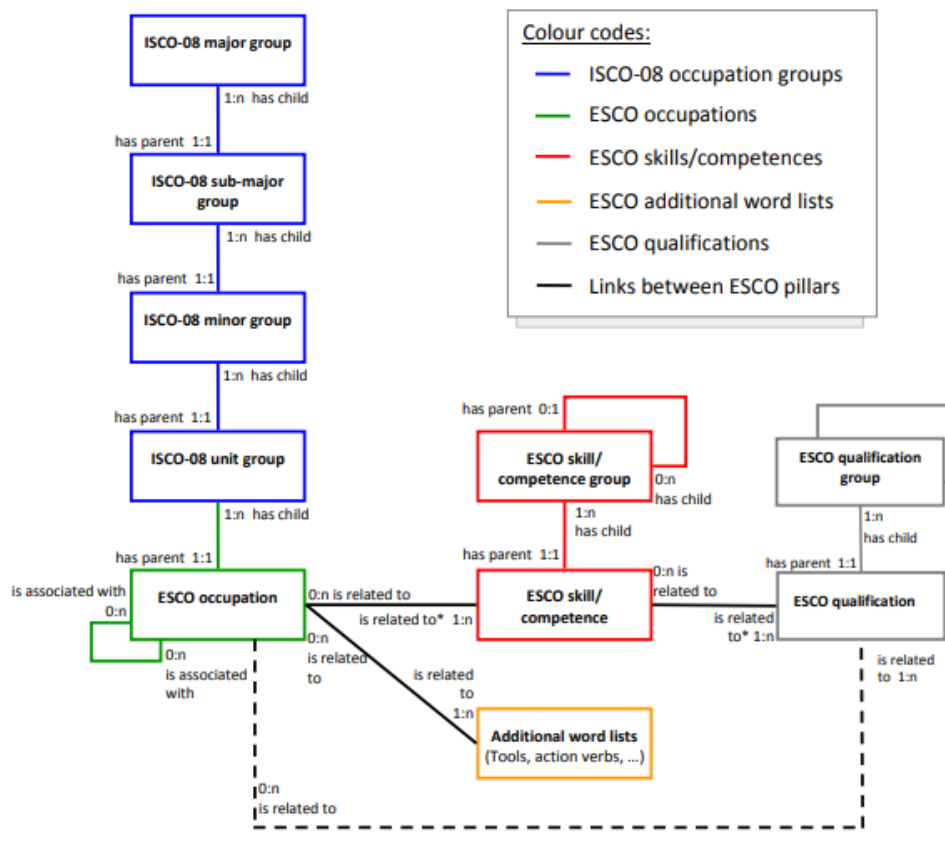 ISCO-08 major group
1:n has child
has parent 1:1
ISCO-08 sub-major
group
1:n has child
has parent 1:1
ISCO-08 minor group
1:n has child
has parent 1:1
ISCO-08 unit group
1:n has child
has parent 1:1
Colour codes:
ISCO-08 occupation groups
ESCO occupations
ESCO skills/competences
ESCO additional word lists
ESCO qualifications
Links between ESCO pillars
has parent 0:1
ESCO skill/
competence group
0:n
has child
1:n
has child
has parent 1:1
ESCO qualification
group
1:n
has child
has parent 1:1
is associated with
0:n
ESCO occupation
0:n
is associated
with
0:n is related to
is related to* 1:n
0:n
is related
to
ESCO skill/
competence
0:n is
related to
is related
to* 1:n
ESCO qualification
is related
to 1:n
is related
to
1:n
Additional word lists
(Tools, action verbs, ...)
0:n
is related to